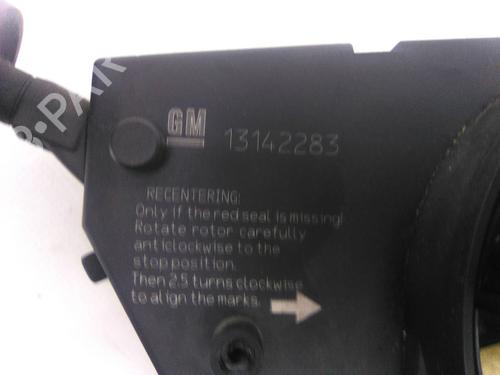 GM 13142283
RECENTERING:
Only if the red seal is missing!
Rotate rotor carefully
anticlockwise to the
stop position.
Then 2.5 turns clockwise
to align the marks.